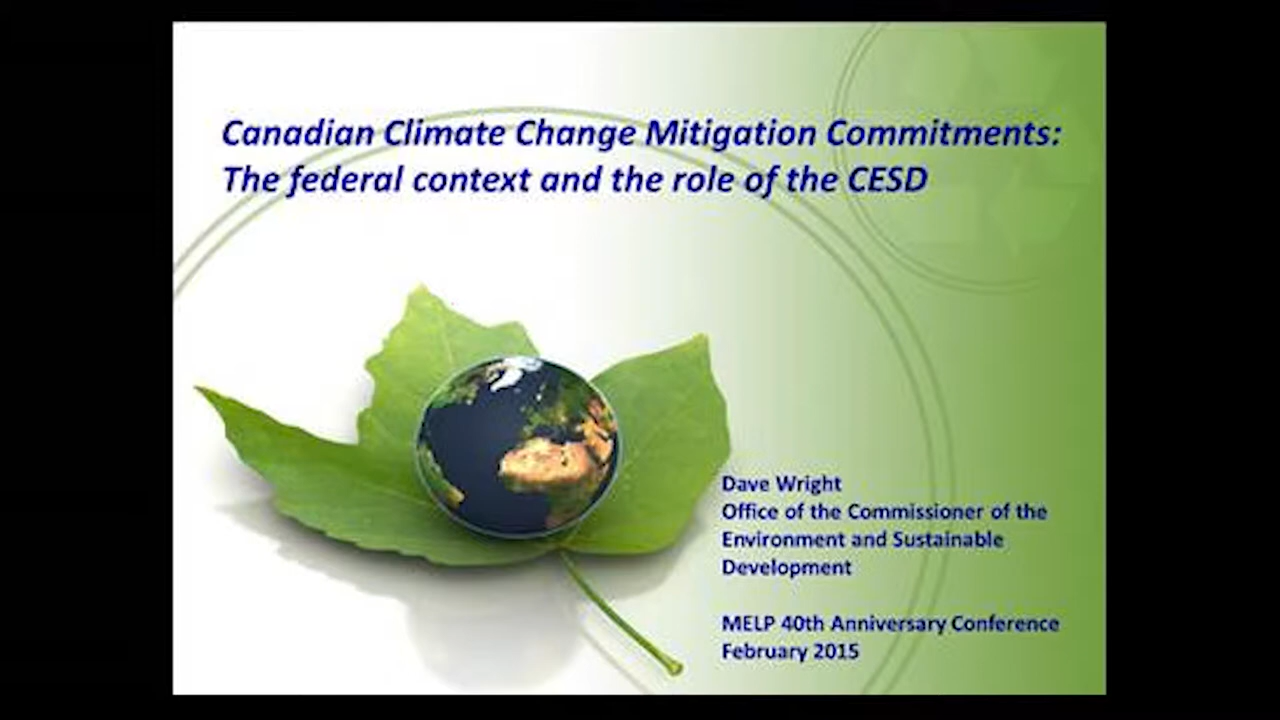 Canadian Climate Change Mitigation Commitments:
The federal context and the role of the CESD
Dave Wright
Office of the Commissioner of the
Environment and Sustainable
Development
MELP 40th Anniversary Conference
February 2015